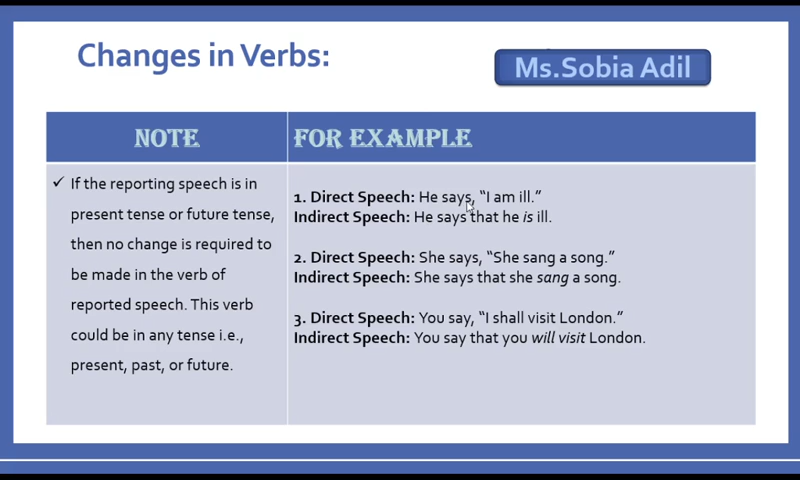 Changes in Verbs:
Ms.Sobia Adil
NOTE
FOR EXAMPLE
✓ If the reporting speech is in
present tense or future tense,
then no change is required to
be made in the verb of
reported speech. This verb
could be in any tense i.e.,
present, past, or future.
1. Direct Speech: He says, “I am ill.”
Indirect Speech: He says that he is ill.
2. Direct Speech: She says, “She sang a song.”
Indirect Speech: She says that she sang a song.
3. Direct Speech: You say, “I shall visit London.”
Indirect Speech: You say that you will visit London.